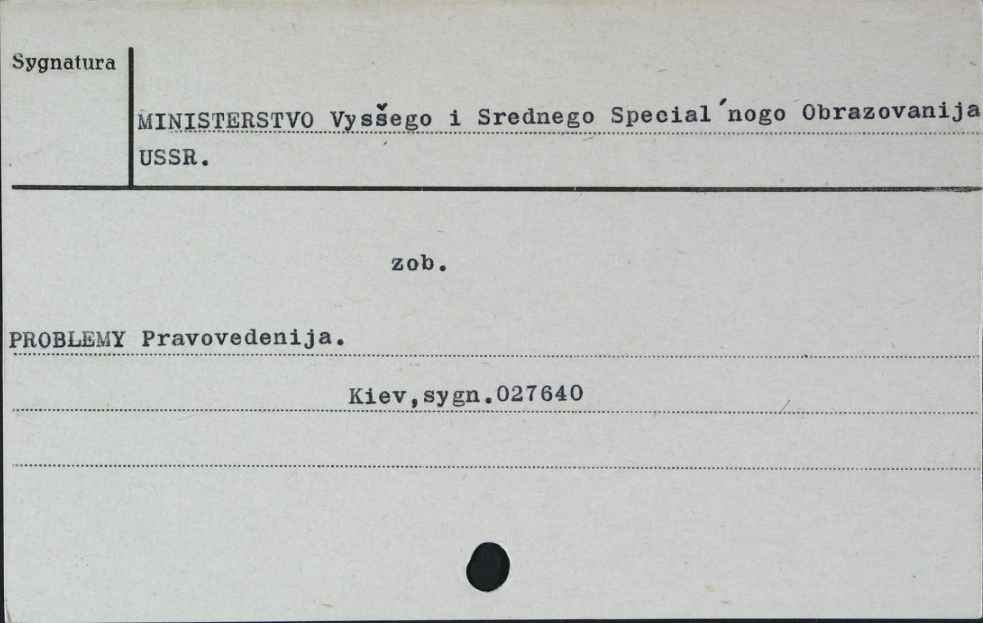 Sygnatura
MINISTERSTVO Vysšego i Srednego Special'nogo Obrazovanija
USSR.
zob.
PROBLEMY Pravovedenija.
Kiev,sygn.027640